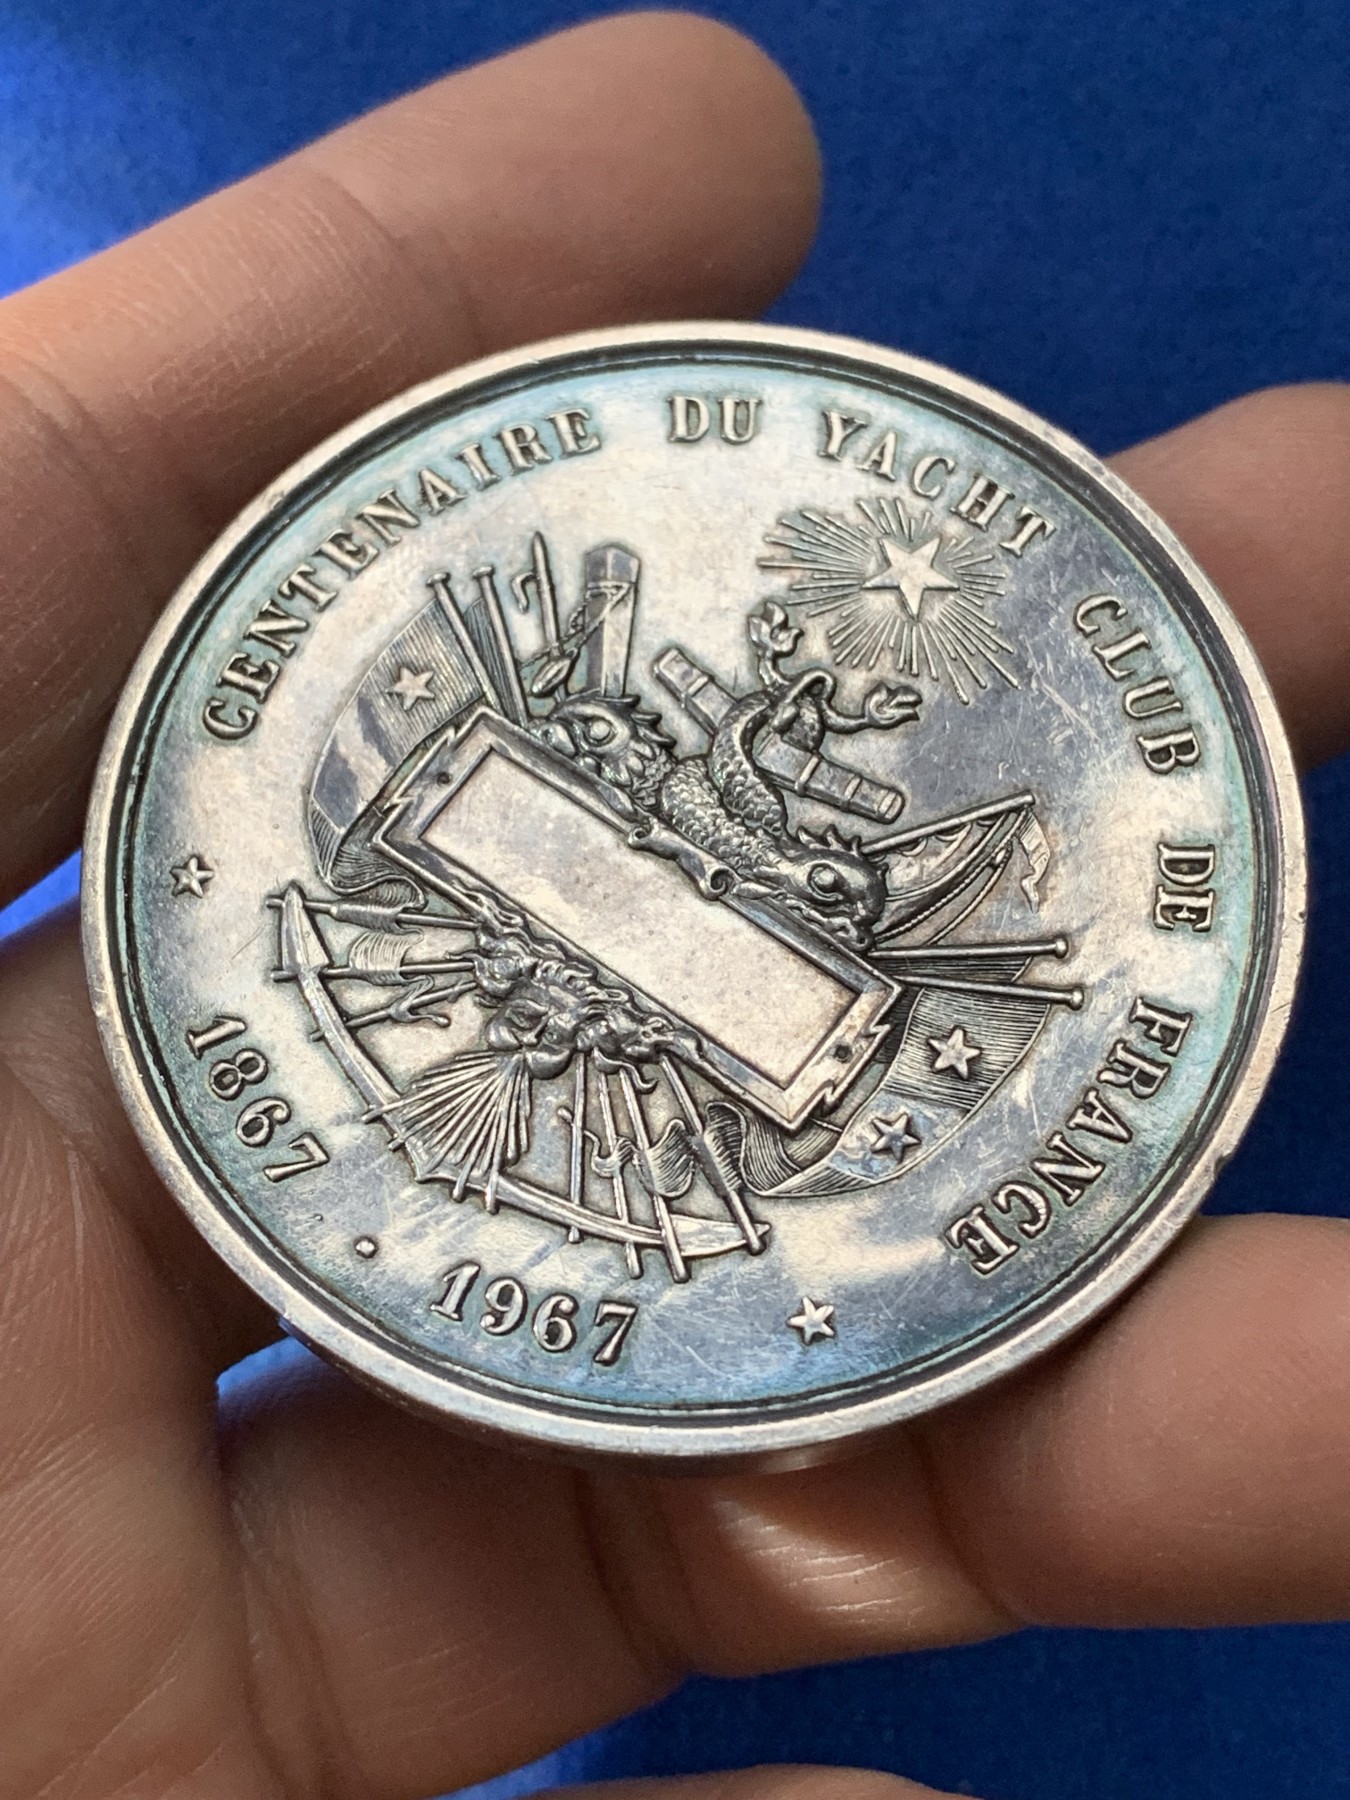 CENTENAIRE DU YACHT CLUB DE FRANCE
1867 . 1967